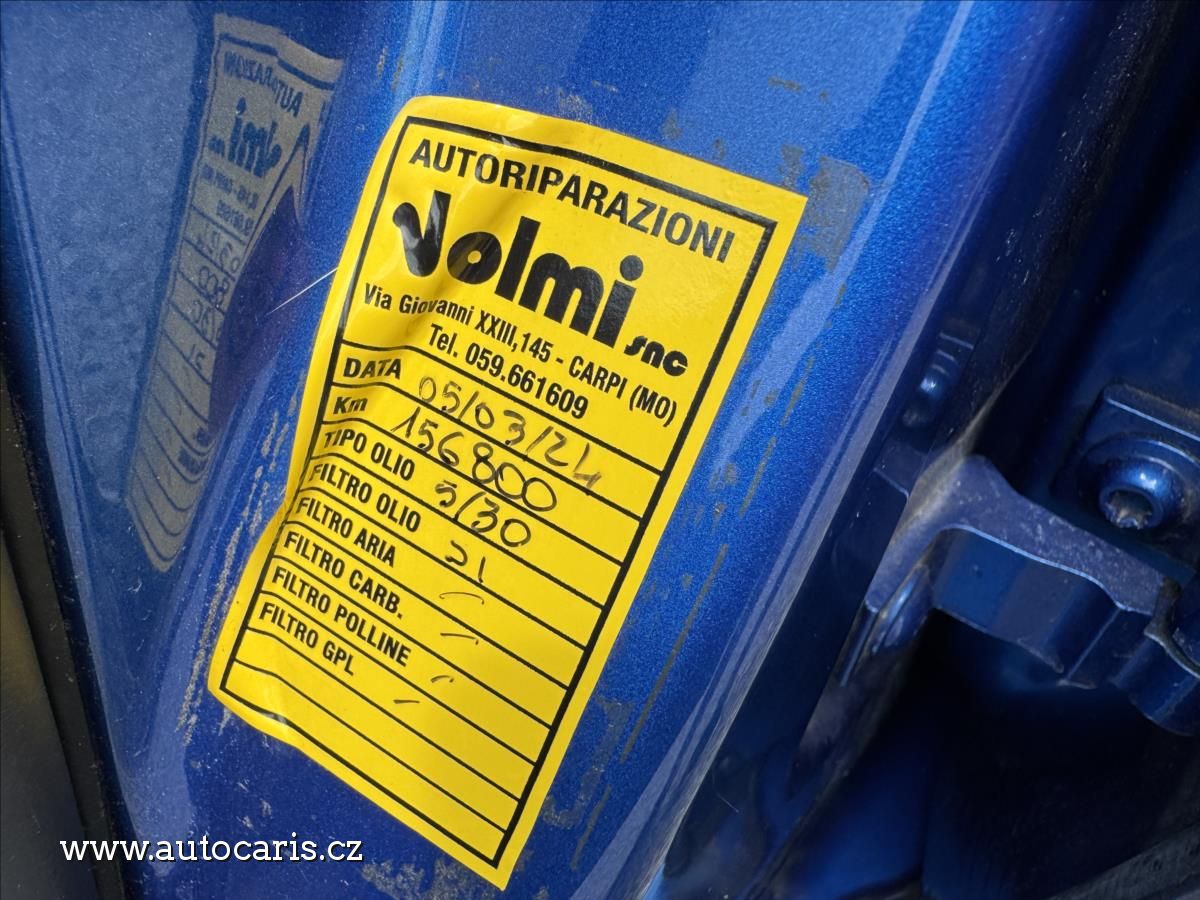 AUTORIPARAZIONI
Volmi snc
Via Giovanni XXIII,145 - CARPI (MO)
Tel. 059.661609
DATA 05/03/24
Km 156800
TIPO OLIO 5/30
FILTRO OLIO SI
FILTRO ARIA
FILTRO CARB.
FILTRO POLLINE
FILTRO GPL
www.autocaris.cz